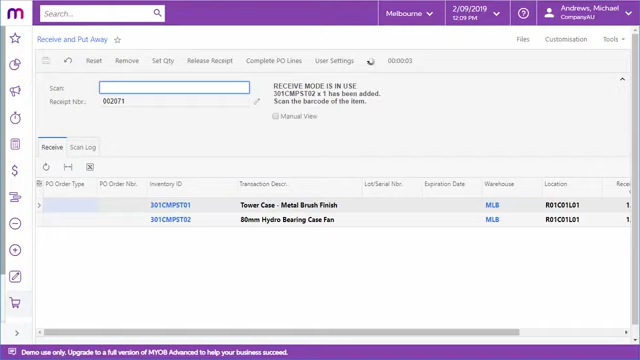 Search...
Melbourne
2/09/2019
12:09 PM
Andrews, Michael
CompanyAU
Receive and Put Away
Files
Customisation
Tools
Reset
Remove
Set Qty
Release Receipt
Complete PO Lines
User Settings
00:00:03
Scan:
Receipt Nbr.:
002071
RECEIVE MODE IS IN USE
301CMPST02 x 1 has been added.
Scan the barcode of the item.
Manual View
Receive
Scan Log
PO Order Type
PO Order Nbr.
Inventory ID
Transaction Descr.
Lot/Serial Nbr.
Expiration Date
Warehouse
Location
Rece
301CMPST01
Tower Case - Metal Brush Finish
MLB
R01C01L01
1.
301CMPST02
80mm Hydro Bearing Case Fan
MLB
R01C01L01
1.
Demo use only. Upgrade to a full version of MYOB Advanced to help your business succeed.